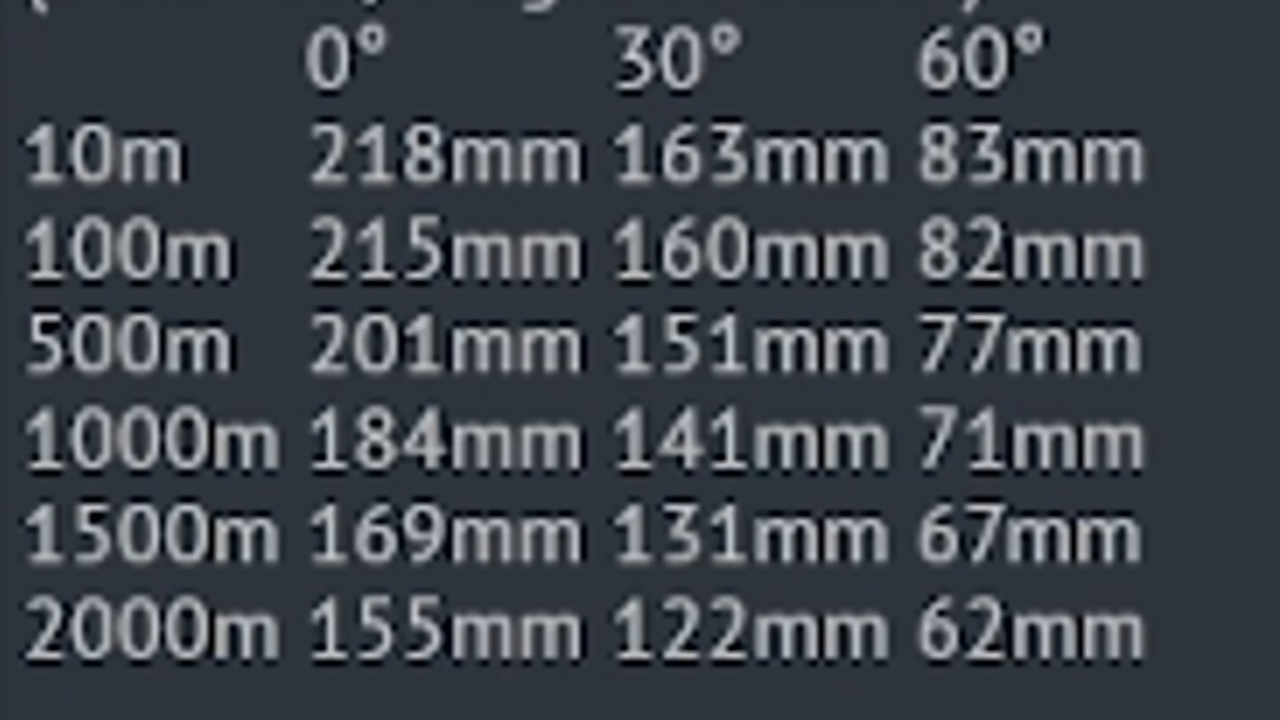 0° 30° 60°
10m 218mm 163mm 83mm
100m 215mm 160mm 82mm
500m 201mm 151mm 77mm
1000m 184mm 141mm 71mm
1500m 169mm 131mm 67mm
2000m 155mm 122mm 62mm